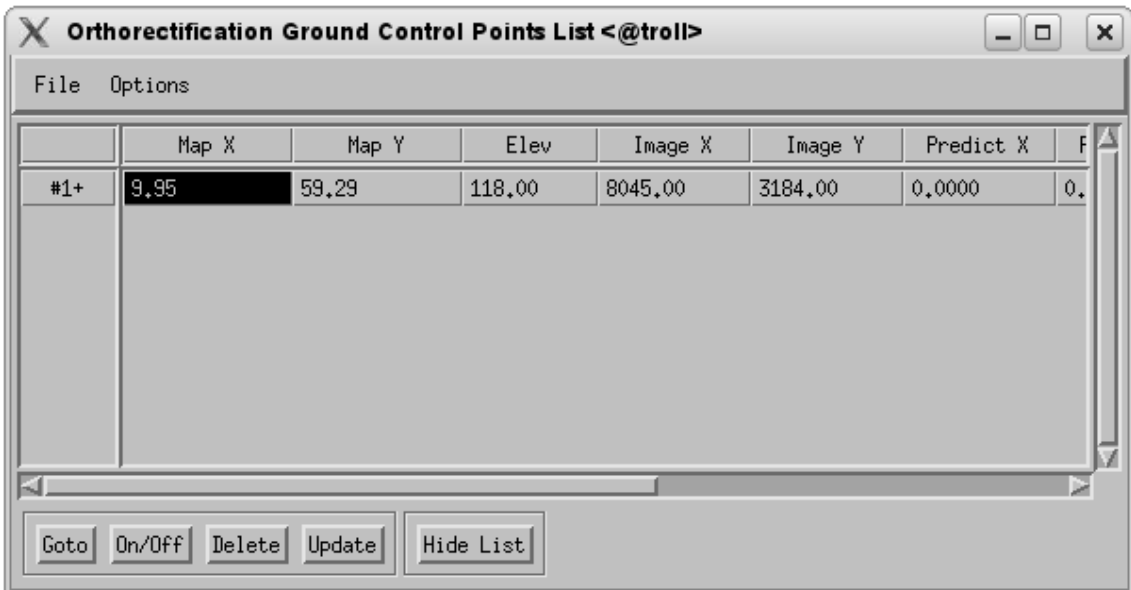 Orthorectification Ground Control Points List <@troll>
File Options
Map X Map Y Elev Image X Image Y Predict X
#1+ 9.95 59.29 118.00 8045.00 3184.00 0.0000 0.
Goto On/Off Delete Update Hide List